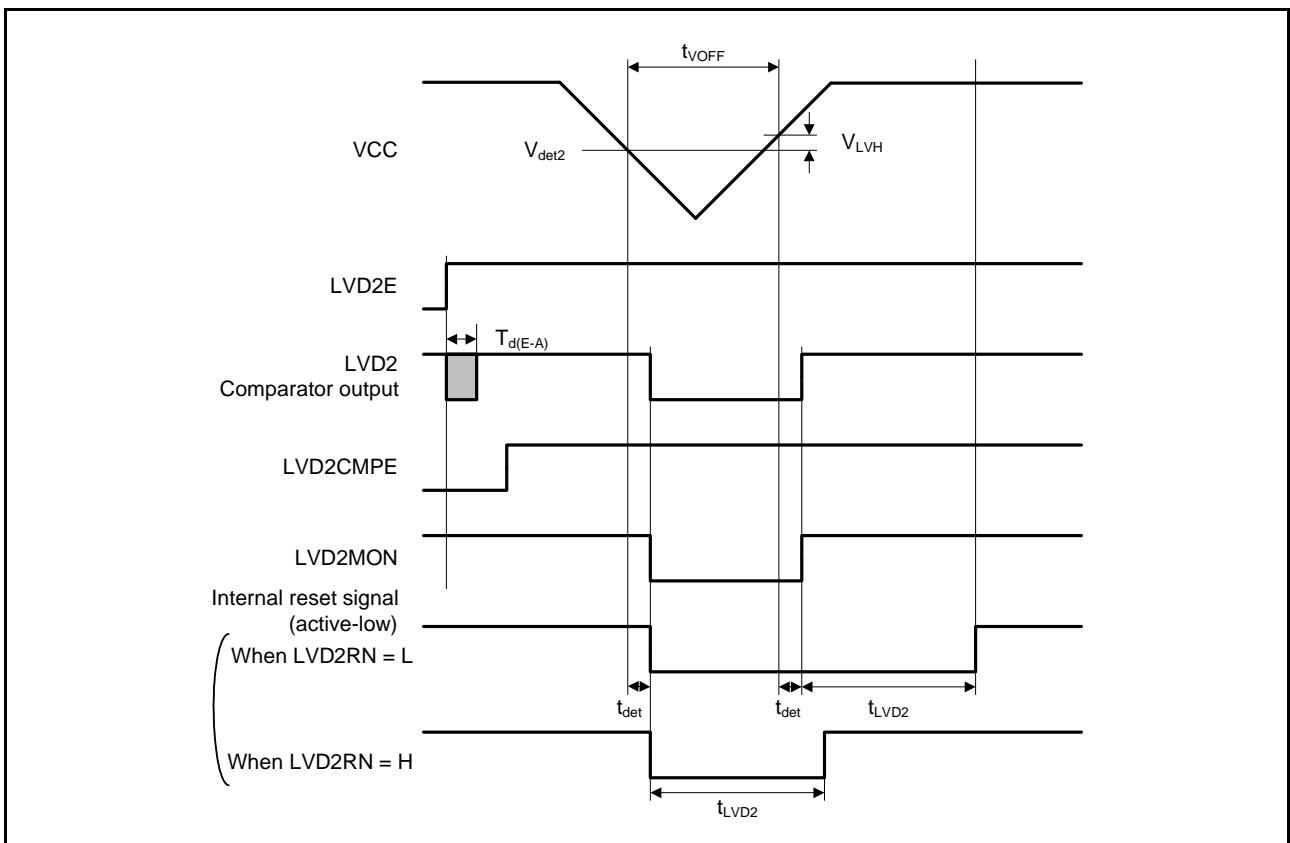 tVOFF
VCC
Vdet2
VLVH
LVD2E
Td(E-A)
LVD2
Comparator output
LVD2CMPE
LVD2MON
Internal reset signal
(active-low)
When LVD2RN = L
tdet
tdet
tLVD2
When LVD2RN = H
tLVD2